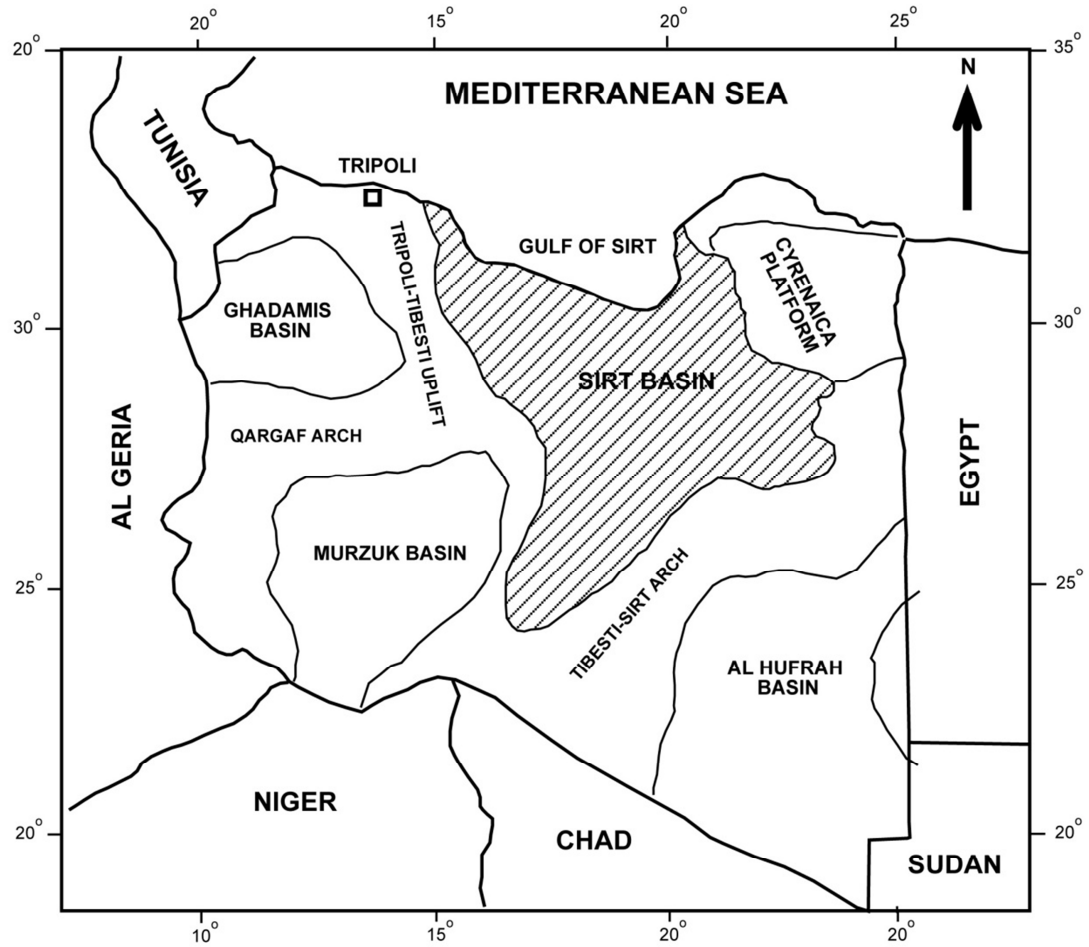 20° 15° 20° 25°
20° 35°
MEDITERRANEAN SEA
N
TUNISIA
TRIPOLI
GULF OF SIRT
TRIPOLI-TIBESTI UPLIFT
CYRENAICA
PLATFORM
GHADAMIS
BASIN
30° 30°
SIRT BASIN
QARGAF ARCH
AL GERIA
EGYPT
MURZUK BASIN
25° 25°
TIBESTI-SIRT ARCH
AL HUFRAH
BASIN
NIGER
CHAD
20° 20°
SUDAN
10° 15° 20° 20°